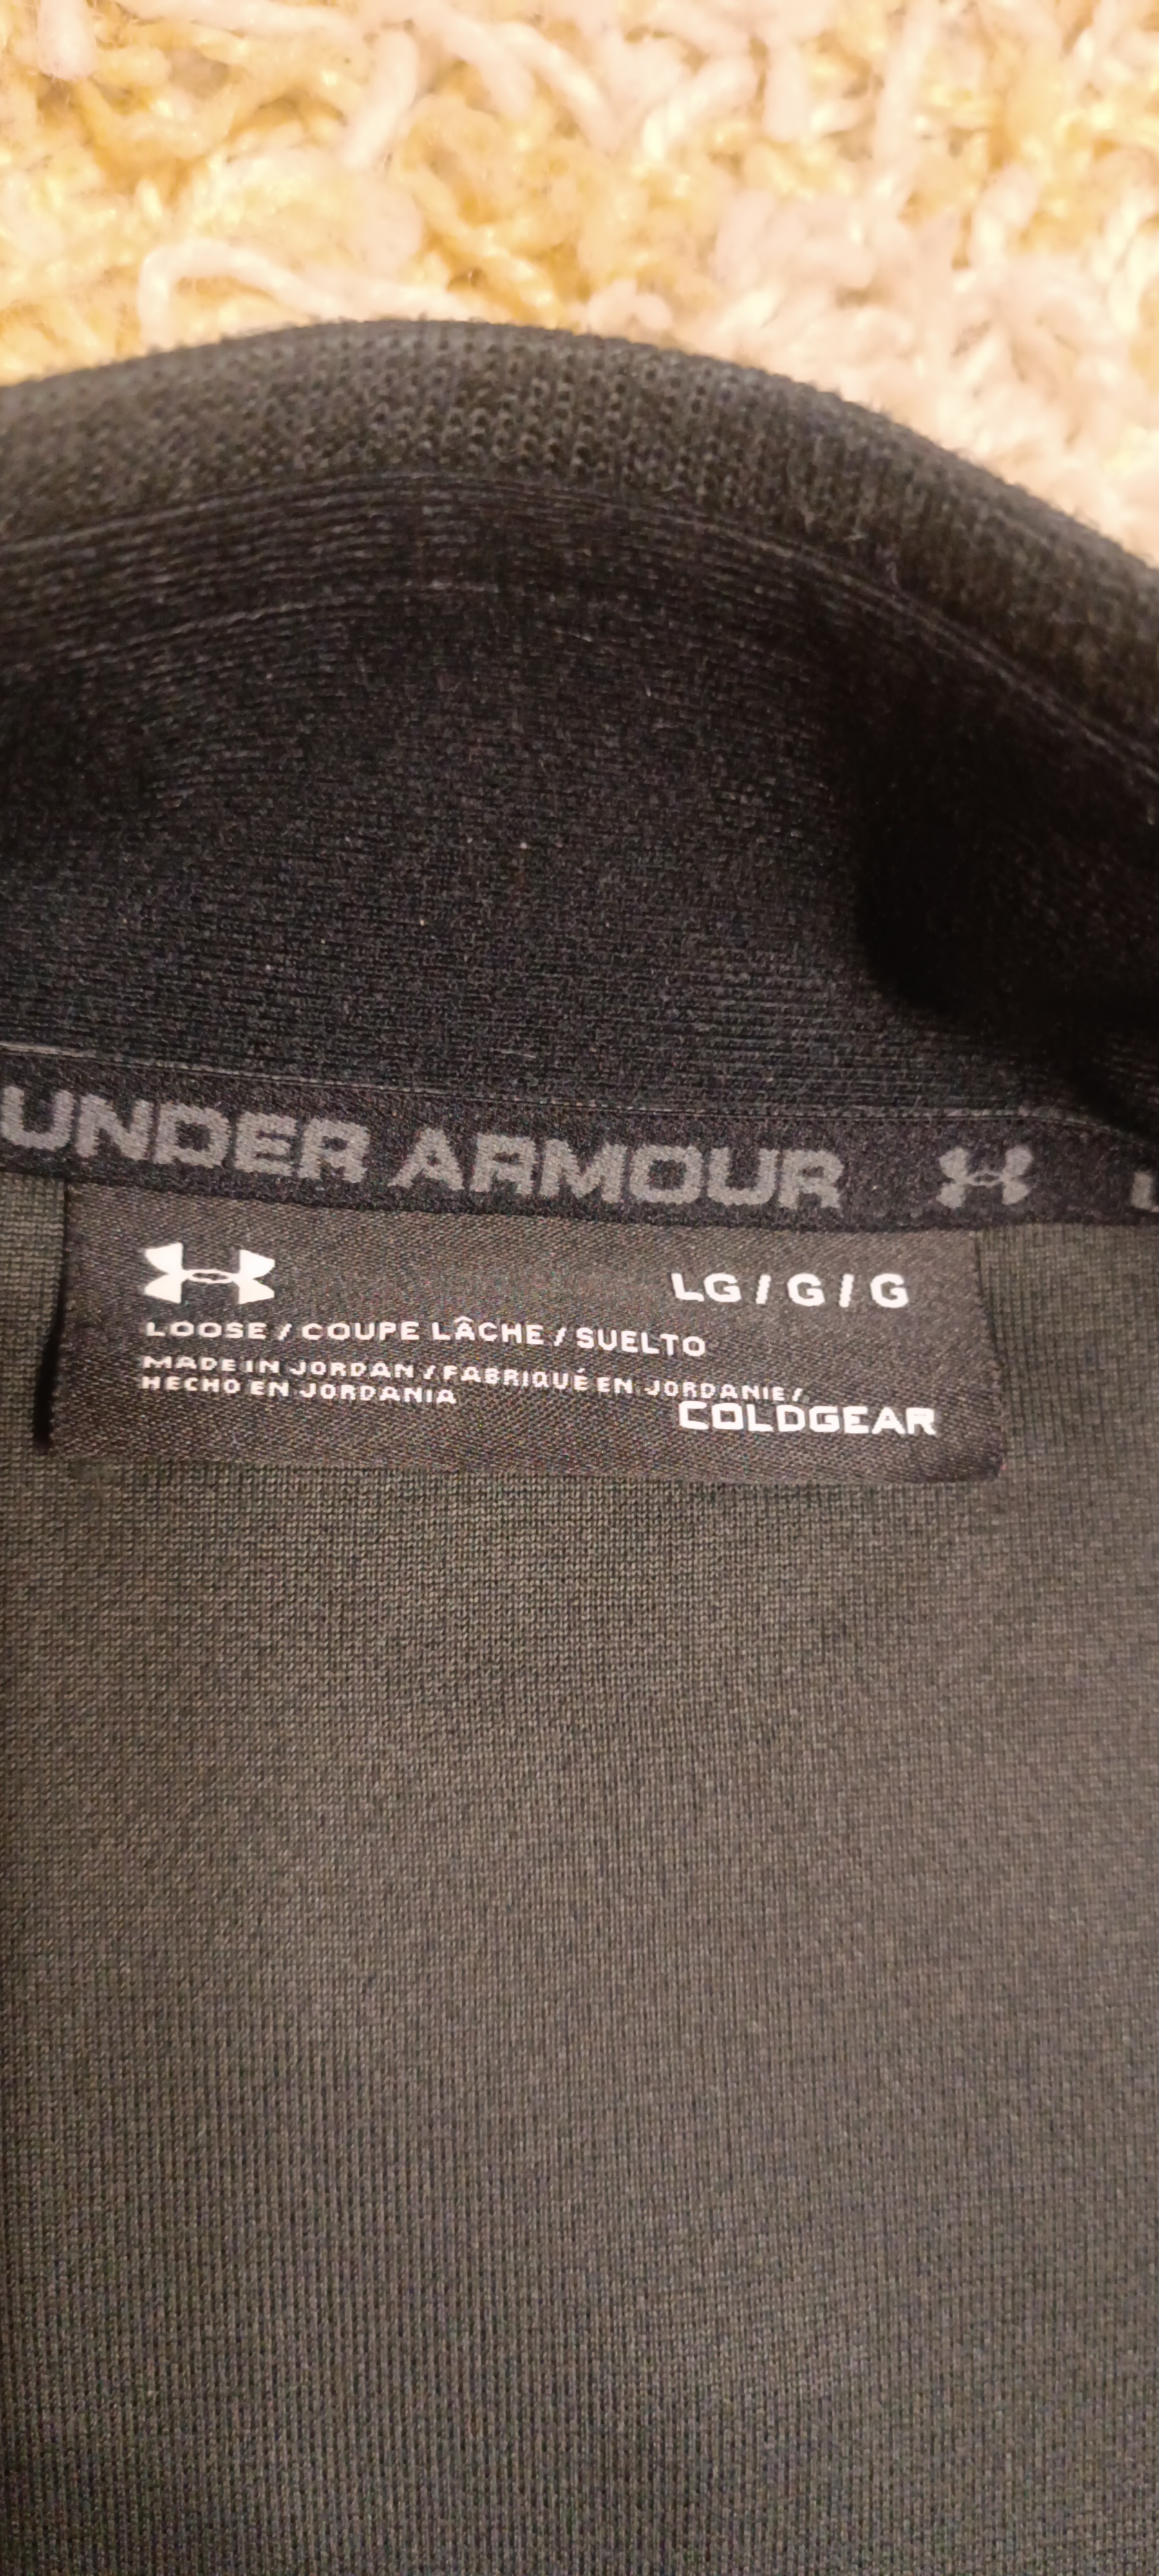 UNDER ARMOUR
LG / G / G
LOOSE / COUPE LÂCHE / SUELTO
MADE IN JORDAN / FABRIQUÉ EN JORDANIE /
HECHO EN JORDANIA
COLDGEAR